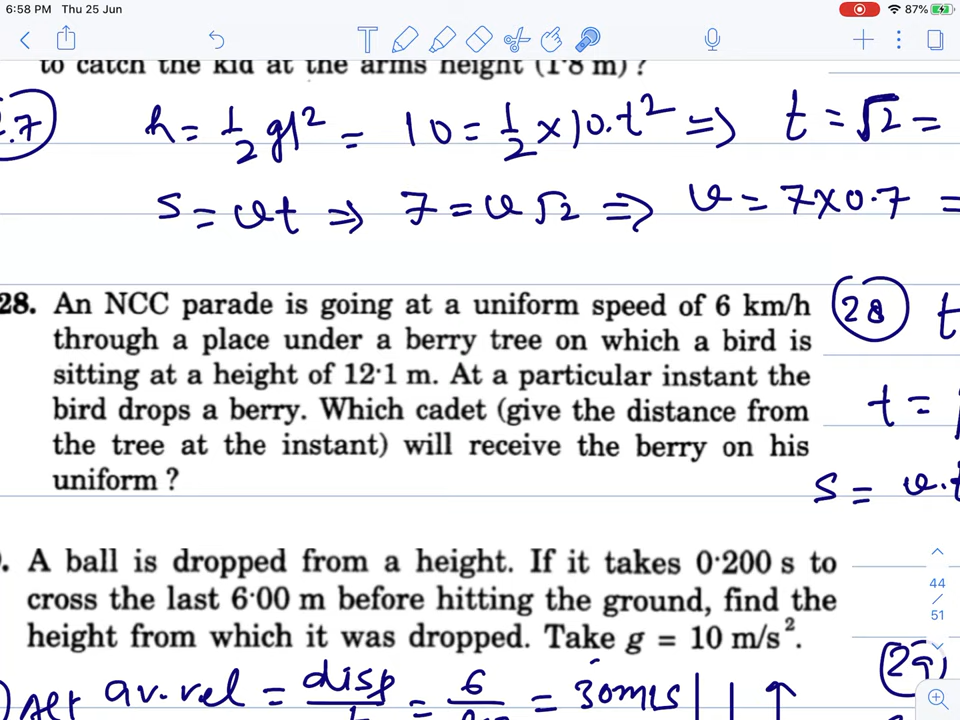 6:58 PM Thu 25 Jun
87%
to catch the kid at the arms height (1·8 m) ?
.7 h = 1/2 gt² = 10 = 1/2 × 10.t² => t = √2 =
s = vt => 7 = v√2 => v = 7×0.7 =
28. An NCC parade is going at a uniform speed of 6 km/h
through a place under a berry tree on which a bird is
sitting at a height of 12·1 m. At a particular instant the
bird drops a berry. Which cadet (give the distance from
the tree at the instant) will receive the berry on his
uniform ?
28 t
t =
s = v.t
. A ball is dropped from a height. If it takes 0·200 s to
cross the last 6·00 m before hitting the ground, find the
height from which it was dropped. Take g = 10 m/s².
44
/
51
29
Alt av.vel = disp = 6 = 30m/s